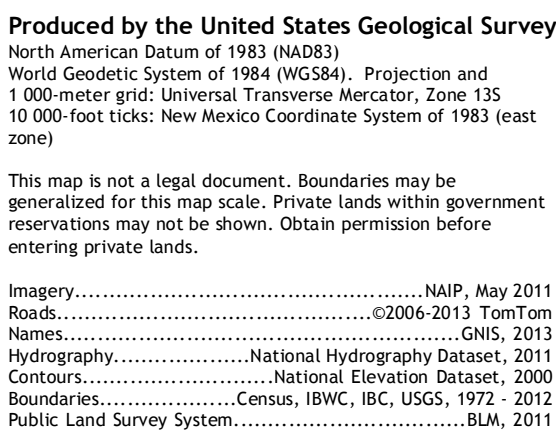 Produced by the United States Geological Survey
North American Datum of 1983 (NAD83)
World Geodetic System of 1984 (WGS84).  Projection and
1 000-meter grid: Universal Transverse Mercator, Zone 13S
10 000-foot ticks: New Mexico Coordinate System of 1983 (east
zone)
This map is not a legal document. Boundaries may be
generalized for this map scale. Private lands within government
reservations may not be shown. Obtain permission before
entering private lands.
Imagery................................................NAIP, May 2011
Roads...........................................©2006-2013 TomTom
Names......................................................GNIS, 2013
Hydrography....................National Hydrography Dataset, 2011
Contours............................National Elevation Dataset, 2000
Boundaries...................Census, IBWC, IBC, USGS, 1972 - 2012
Public Land Survey System................................BLM, 2011